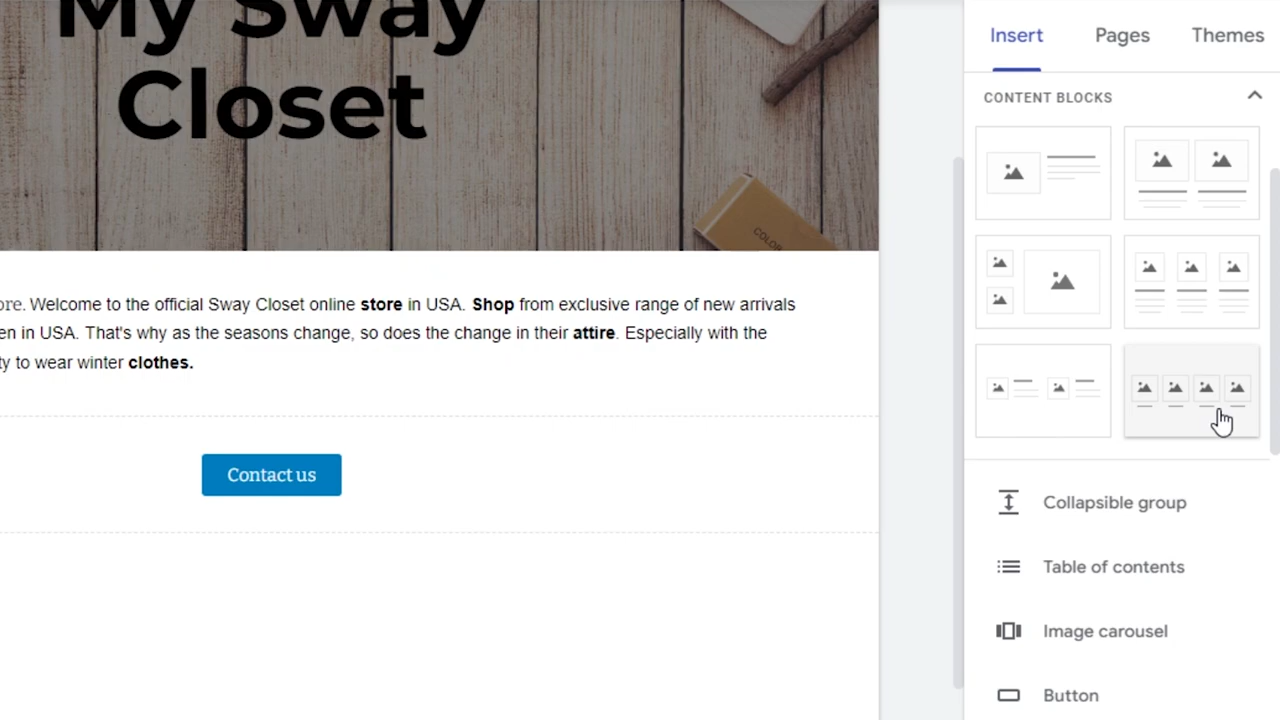 My Sway
Closet
COLOR
ore. Welcome to the official Sway Closet online store in USA. Shop from exclusive range of new arrivals
en in USA. That's why as the seasons change, so does the change in their attire. Especially with the
ty to wear winter clothes.
Contact us
Insert Pages Themes
CONTENT BLOCKS
Collapsible group
Table of contents
Image carousel
Button